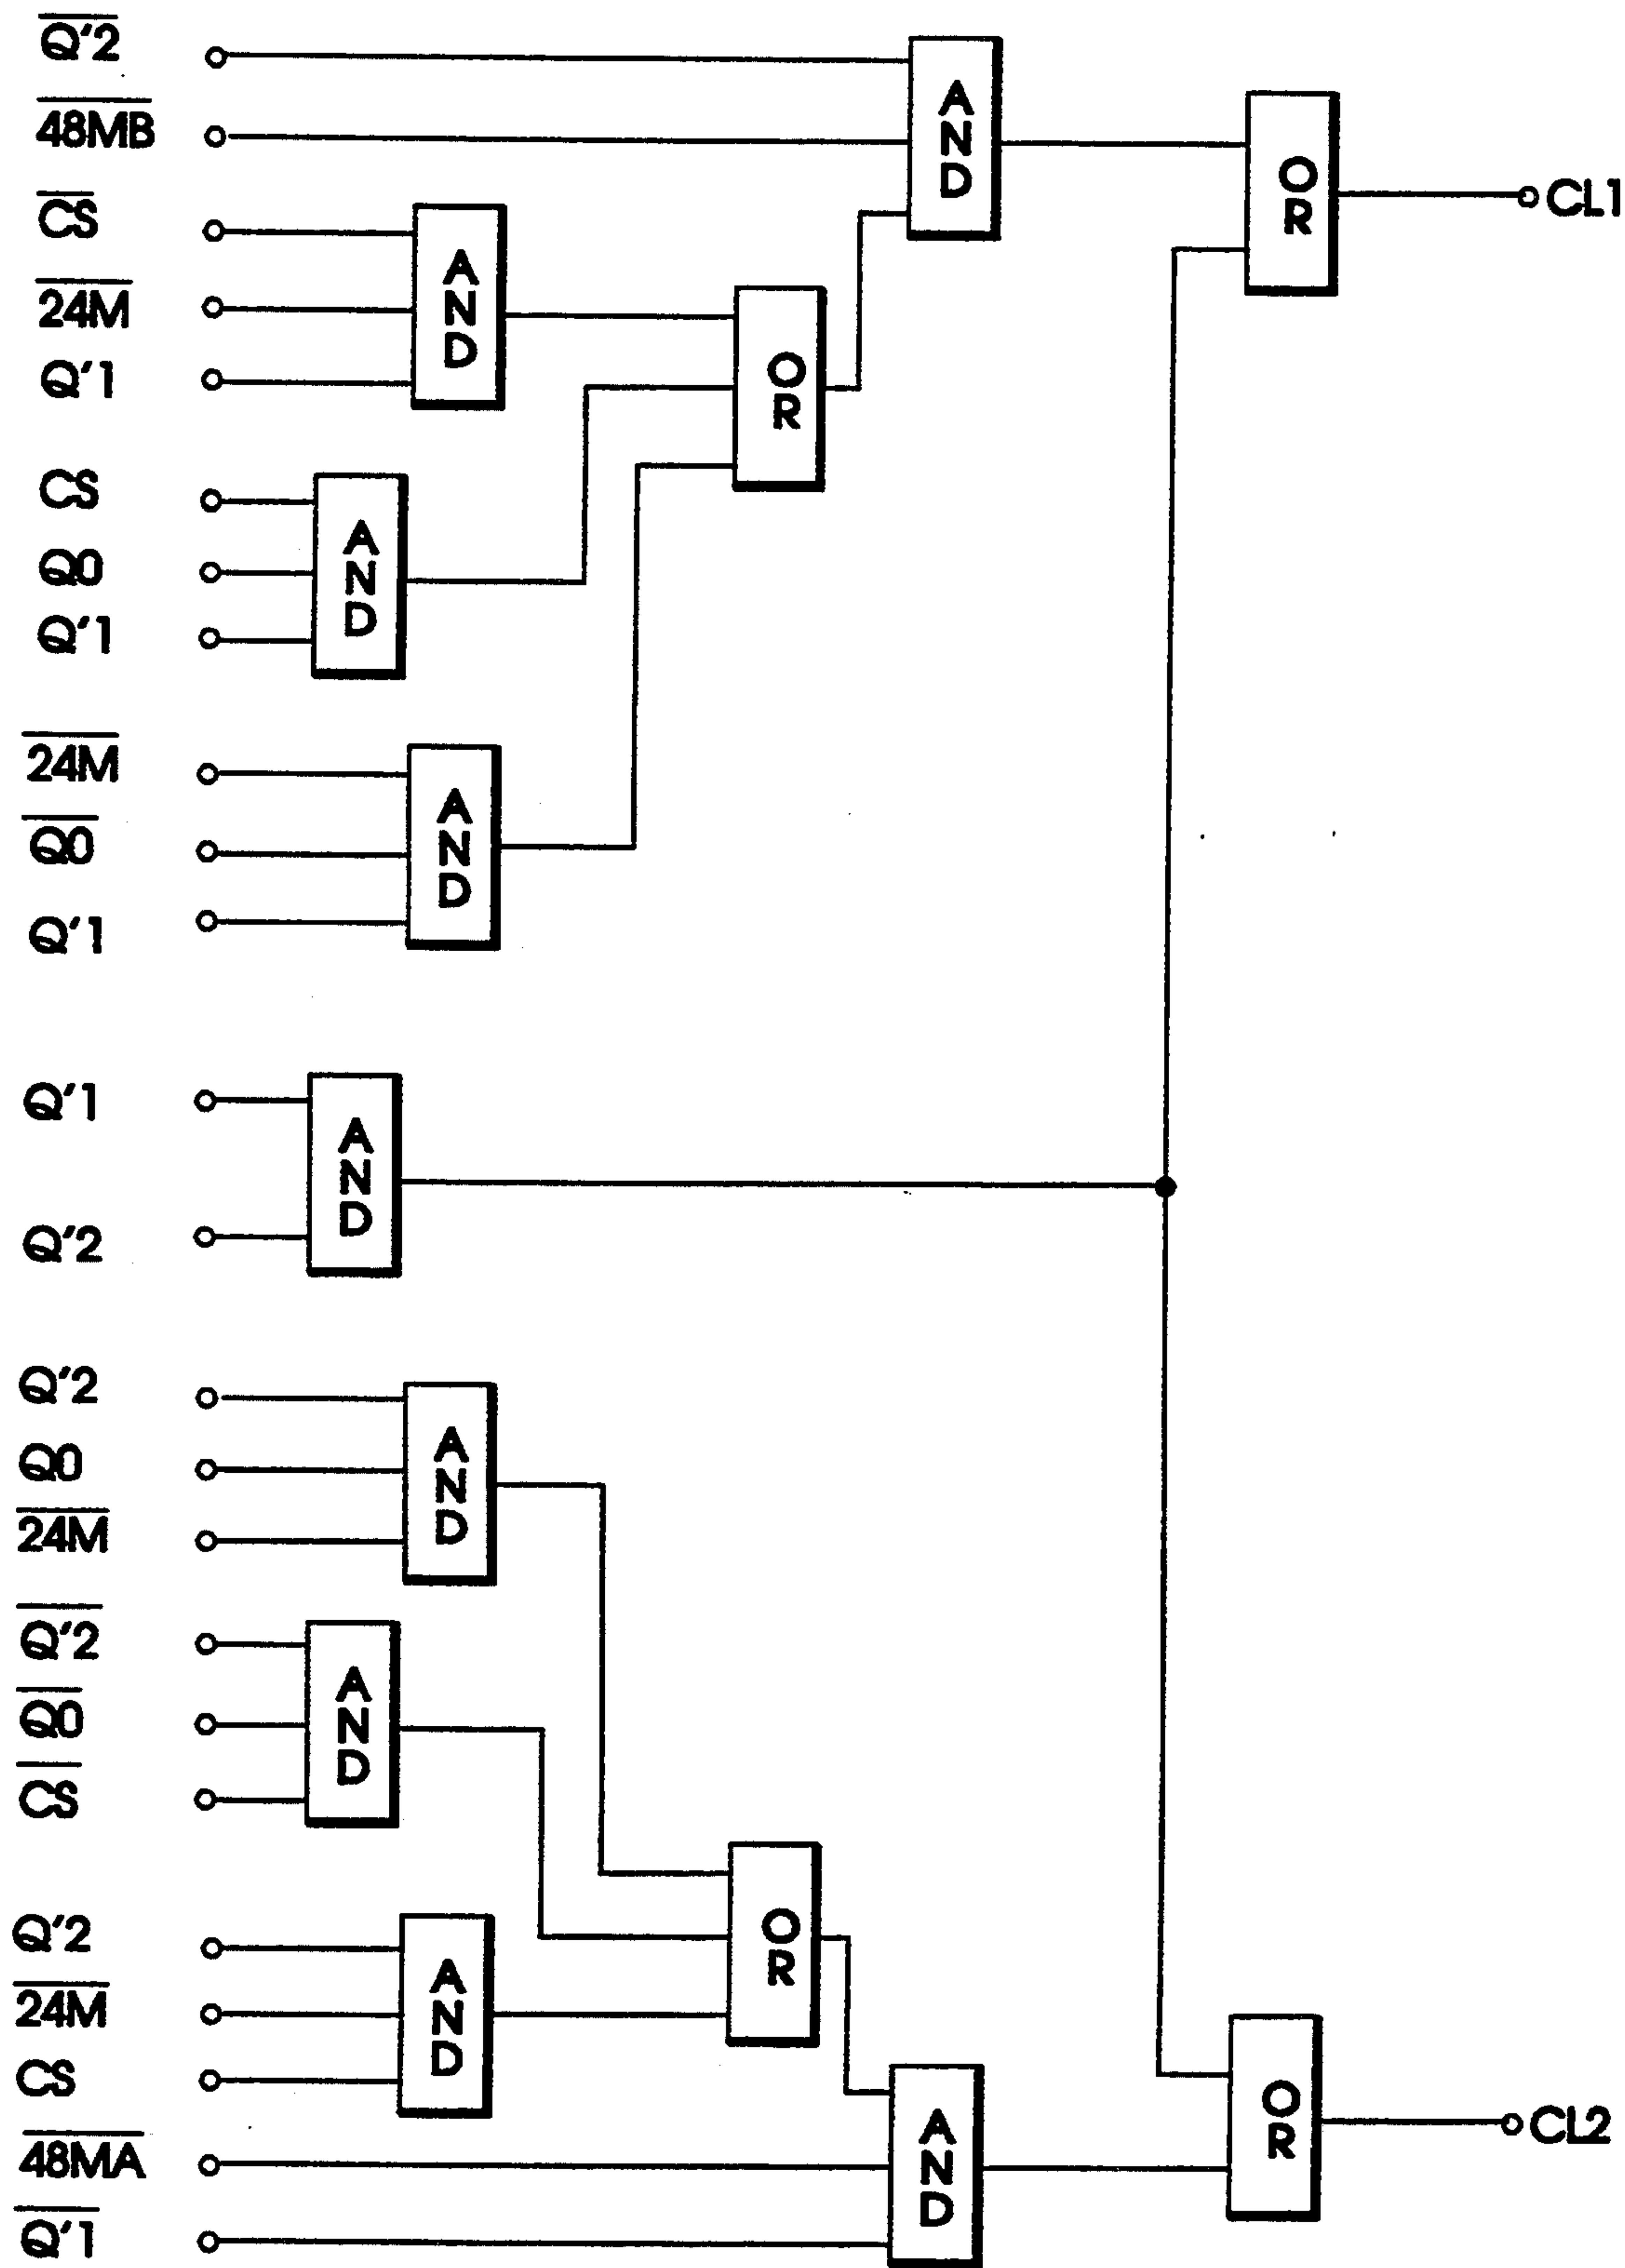 Q'2
48MB
CS
24M
Q'1
CS
Q0
Q'1
24M
Q0
Q'1
Q'1
Q'2
Q'2
Q0
24M
Q'2
Q0
CS
Q'2
24M
CS
48MA
Q'1
AND
AND
AND
AND
AND
AND
AND
AND
AND
OR
OR
OR
OR
CL1
CL2